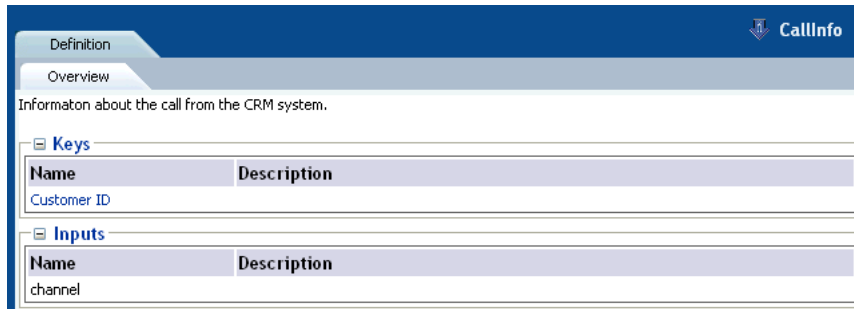 CallInfo
Definition
Overview
Informaton about the call from the CRM system.
Keys
Name Description
Customer ID
Inputs
Name Description
channel